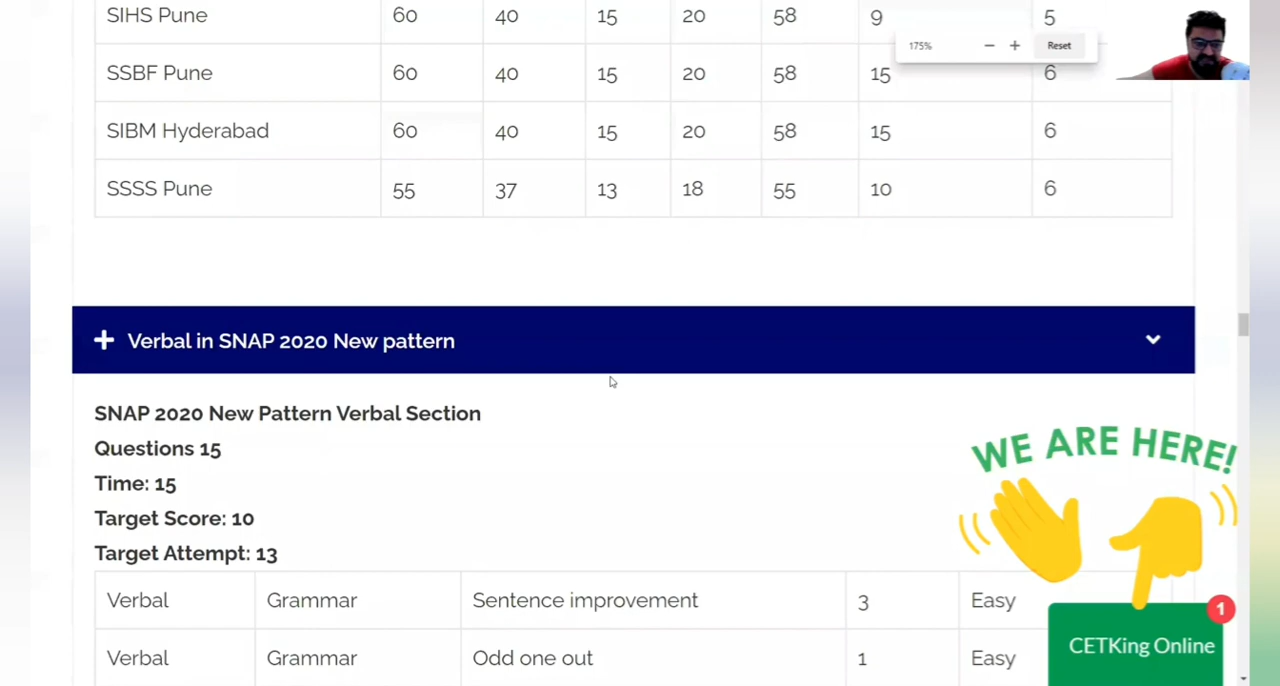 SIHS Pune 60 40 15 20 58 9 5
175% − + Reset
SSBF Pune 60 40 15 20 58 15 6
SIBM Hyderabad 60 40 15 20 58 15 6
SSSS Pune 55 37 13 18 55 10 6
+ Verbal in SNAP 2020 New pattern
SNAP 2020 New Pattern Verbal Section
Questions 15
Time: 15
Target Score: 10
Target Attempt: 13
WE ARE HERE!
Verbal Grammar Sentence improvement 3 Easy
Verbal Grammar Odd one out 1 Easy
1
CETKing Online